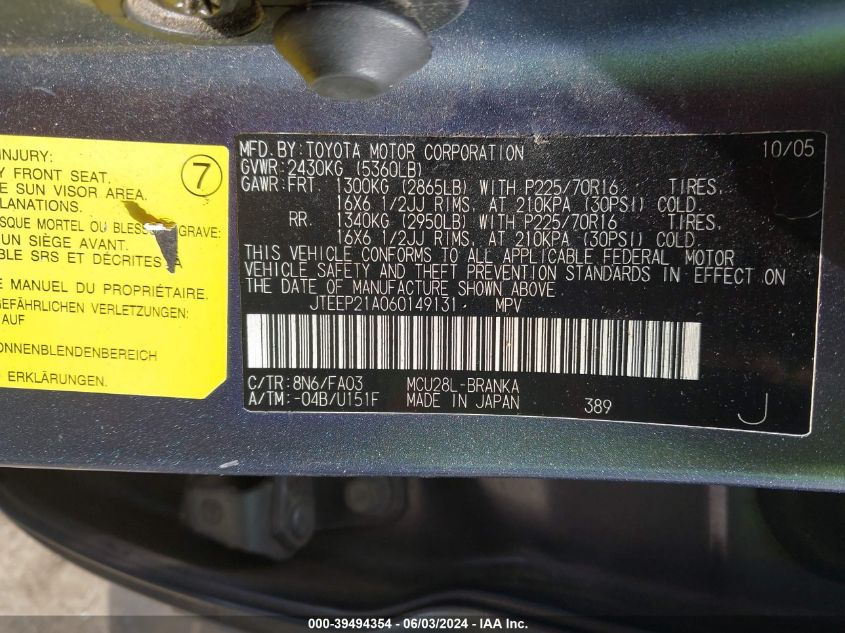 INJURY:
FRONT SEAT.
SUN VISOR AREA.
7
MORTEL OU GRAVE:
UN SIÈGE AVANT.
SRS ET DÉCRITES
MANUEL DU PROPRIÉTAIRE.
GEFÄHRLICHEN VERLETZUNGEN:
AUF
ERKLÄRUNGEN.
MFD. BY: TOYOTA MOTOR CORPORATION 10/05
GVWR: 2430KG (5360LB)
GAWR: FRT 1300KG (2865LB) WITH P225/70R16 TIRES,
16X6 1/2JJ RIMS, AT 210KPA (30PSI) COLD.
RR. 1340KG (2950LB) WITH P225/70R16 TIRES,
16X6 1/2JJ RIMS, AT 210KPA (30PSI) COLD.
THIS VEHICLE CONFORMS TO ALL APPLICABLE FEDERAL MOTOR
VEHICLE SAFETY AND THEFT PREVENTION STANDARDS IN EFFECT ON
THE DATE OF MANUFACTURE SHOWN ABOVE.
JTEEP21A060149131 MPV
C/TR: 8N6/FA03 MCU28L-BRANKA
A/TM: -04B/U151F MADE IN JAPAN 389 J
000-39494354 - 06/03/2024 - IAA Inc.